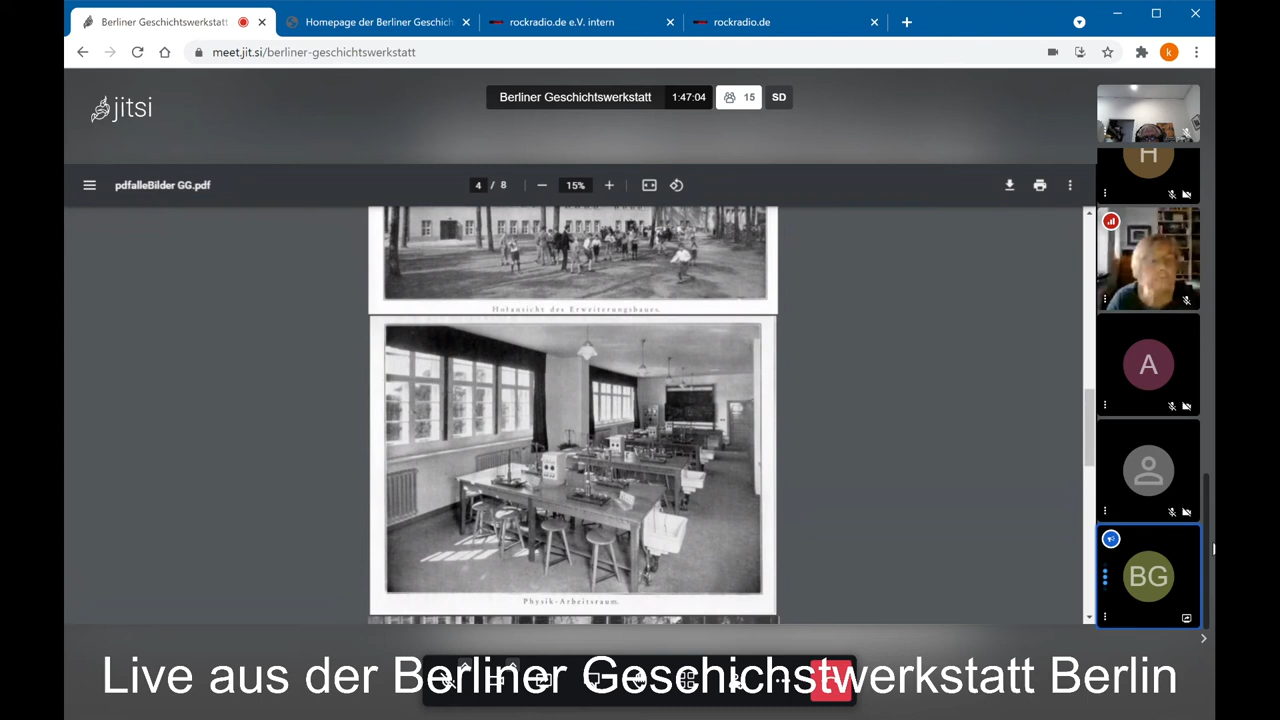 Berliner Geschichtswerkstatt
Homepage der Berliner Geschich
rockradio.de e.V. intern
rockradio.de
meet.jit.si/berliner-geschichtswerkstatt
k
jitsi
Berliner Geschichtswerkstatt 1:47:04 15 SD
pdfalleBilder GG.pdf
4 / 8
15%
H
Hofansicht des Erweiterungsbaues.
A
Physik-Arbeitsraum.
BG
Live aus der Berliner Geschichstwerkstatt Berlin